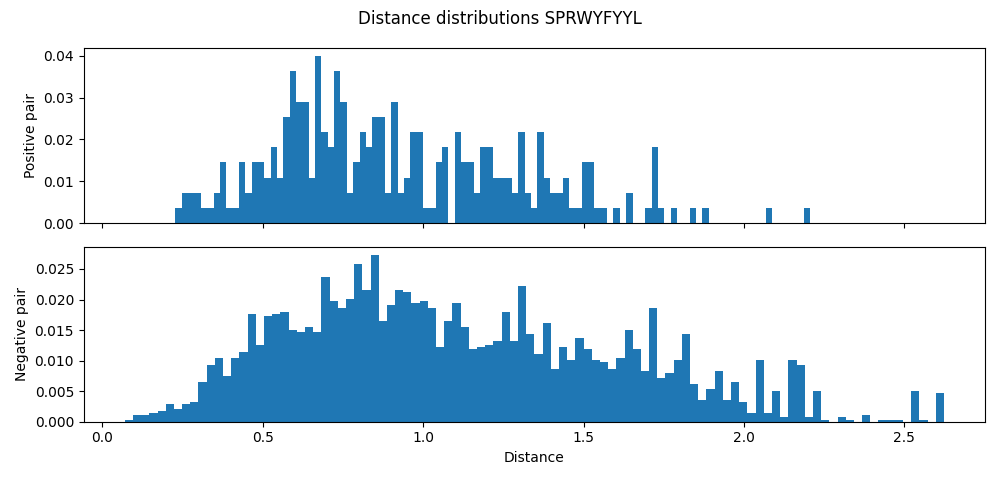 Distance distributions SPRWYFYYL
0.04
0.03
0.02
0.01
0.00
Positive pair
0.025
0.020
0.015
0.010
0.005
0.000
Negative pair
0.0 0.5 1.0 1.5 2.0 2.5
Distance